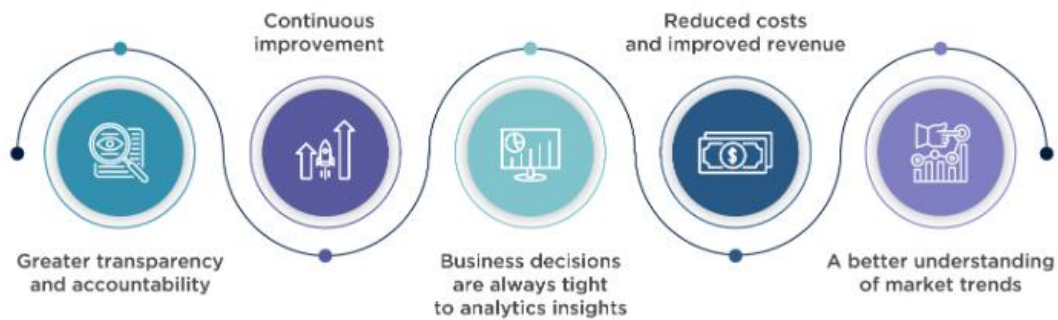 Greater transparency
and accountability
Continuous
improvement
Business decisions
are always tight
to analytics insights
Reduced costs
and improved revenue
A better understanding
of market trends